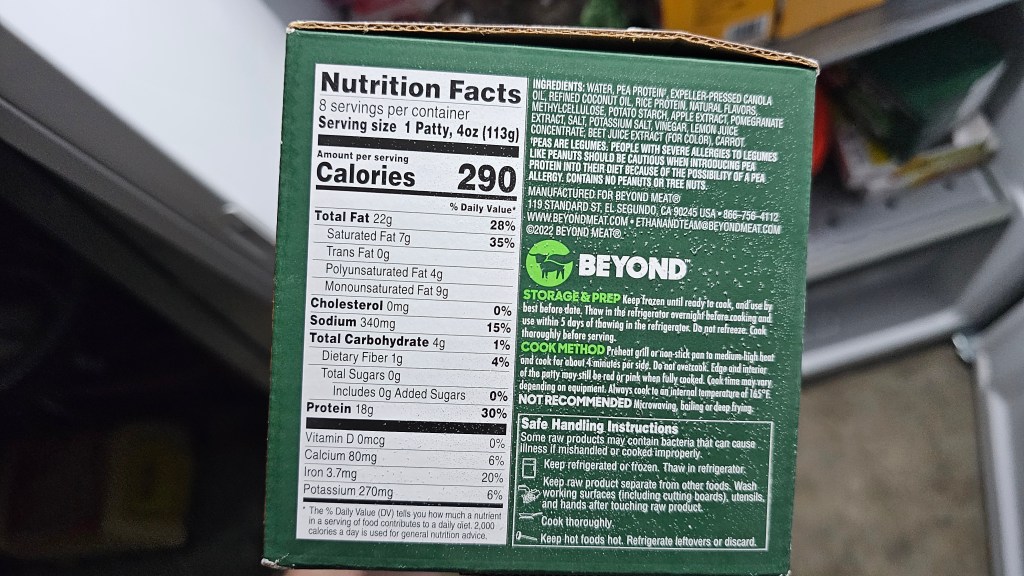 Nutrition Facts
8 servings per container
Serving size 1 Patty, 4oz (113g)
Amount per serving
Calories 290
% Daily Value*
Total Fat 22g 28%
Saturated Fat 7g 35%
Trans Fat 0g
Polyunsaturated Fat 4g
Monounsaturated Fat 9g
Cholesterol 0mg 0%
Sodium 340mg 15%
Total Carbohydrate 4g 1%
Dietary Fiber 1g 4%
Total Sugars 0g
Includes 0g Added Sugars 0%
Protein 18g 30%
Vitamin D 0mcg 0%
Calcium 80mg 6%
Iron 3.7mg 20%
Potassium 270mg 6%
* The % Daily Value (DV) tells you how much a nutrient
in a serving of food contributes to a daily diet. 2,000
calories a day is used for general nutrition advice.
INGREDIENTS: WATER, PEA PROTEIN¹, EXPELLER-PRESSED CANOLA
OIL, REFINED COCONUT OIL, RICE PROTEIN, NATURAL FLAVORS,
METHYLCELLULOSE, POTATO STARCH, APPLE EXTRACT, POMEGRANATE
EXTRACT, SALT, POTASSIUM SALT, VINEGAR, LEMON JUICE
CONCENTRATE, BEET JUICE EXTRACT (FOR COLOR), CARROT.
¹PEAS ARE LEGUMES. PEOPLE WITH SEVERE ALLERGIES TO LEGUMES
LIKE PEANUTS SHOULD BE CAUTIOUS WHEN INTRODUCING PEA
PROTEIN INTO THEIR DIET BECAUSE OF THE POSSIBILITY OF A PEA
ALLERGY. CONTAINS NO PEANUTS OR TREE NUTS.
MANUFACTURED FOR BEYOND MEAT®
119 STANDARD ST, EL SEGUNDO, CA 90245 USA • 866-756-4112
WWW.BEYONDMEAT.COM • ETHANANDTEAM@BEYONDMEAT.COM
©2022 BEYOND MEAT®
BEYOND™
STORAGE & PREP Keep frozen until ready to cook, and use by
best before date. Thaw in the refrigerator overnight before cooking and
use within 5 days of thawing in the refrigerator. Do not refreeze. Cook
thoroughly before serving.
COOK METHOD Preheat grill or non-stick pan to medium-high heat
and cook for about 4 minutes per side. Do not overcook. Edge and interior
of the patty may still be red or pink when fully cooked. Cook time may vary
depending on equipment. Always cook to an internal temperature of 165°F.
NOT RECOMMENDED Microwaving, boiling or deep frying.
Safe Handling Instructions
Some raw products may contain bacteria that can cause
illness if mishandled or cooked improperly.
Keep refrigerated or frozen. Thaw in refrigerator.
Keep raw product separate from other foods. Wash
working surfaces (including cutting boards), utensils,
and hands after touching raw product.
Cook thoroughly.
Keep hot foods hot. Refrigerate leftovers or discard.